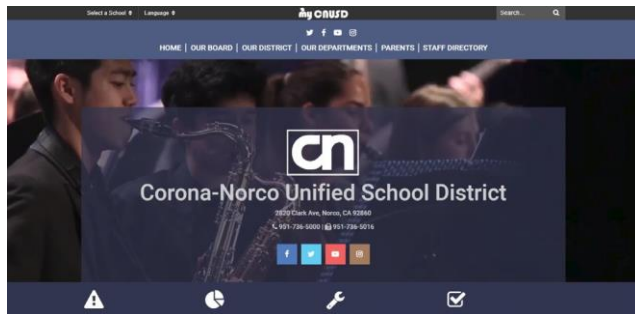 Select a School
Language
my CNUSD
Search...
HOME | OUR BOARD | OUR DISTRICT | OUR DEPARTMENTS | PARENTS | STAFF DIRECTORY
cn
Corona-Norco Unified School District
2820 Clark Ave, Norco, CA 92860
951-736-5000 | 951-736-5016